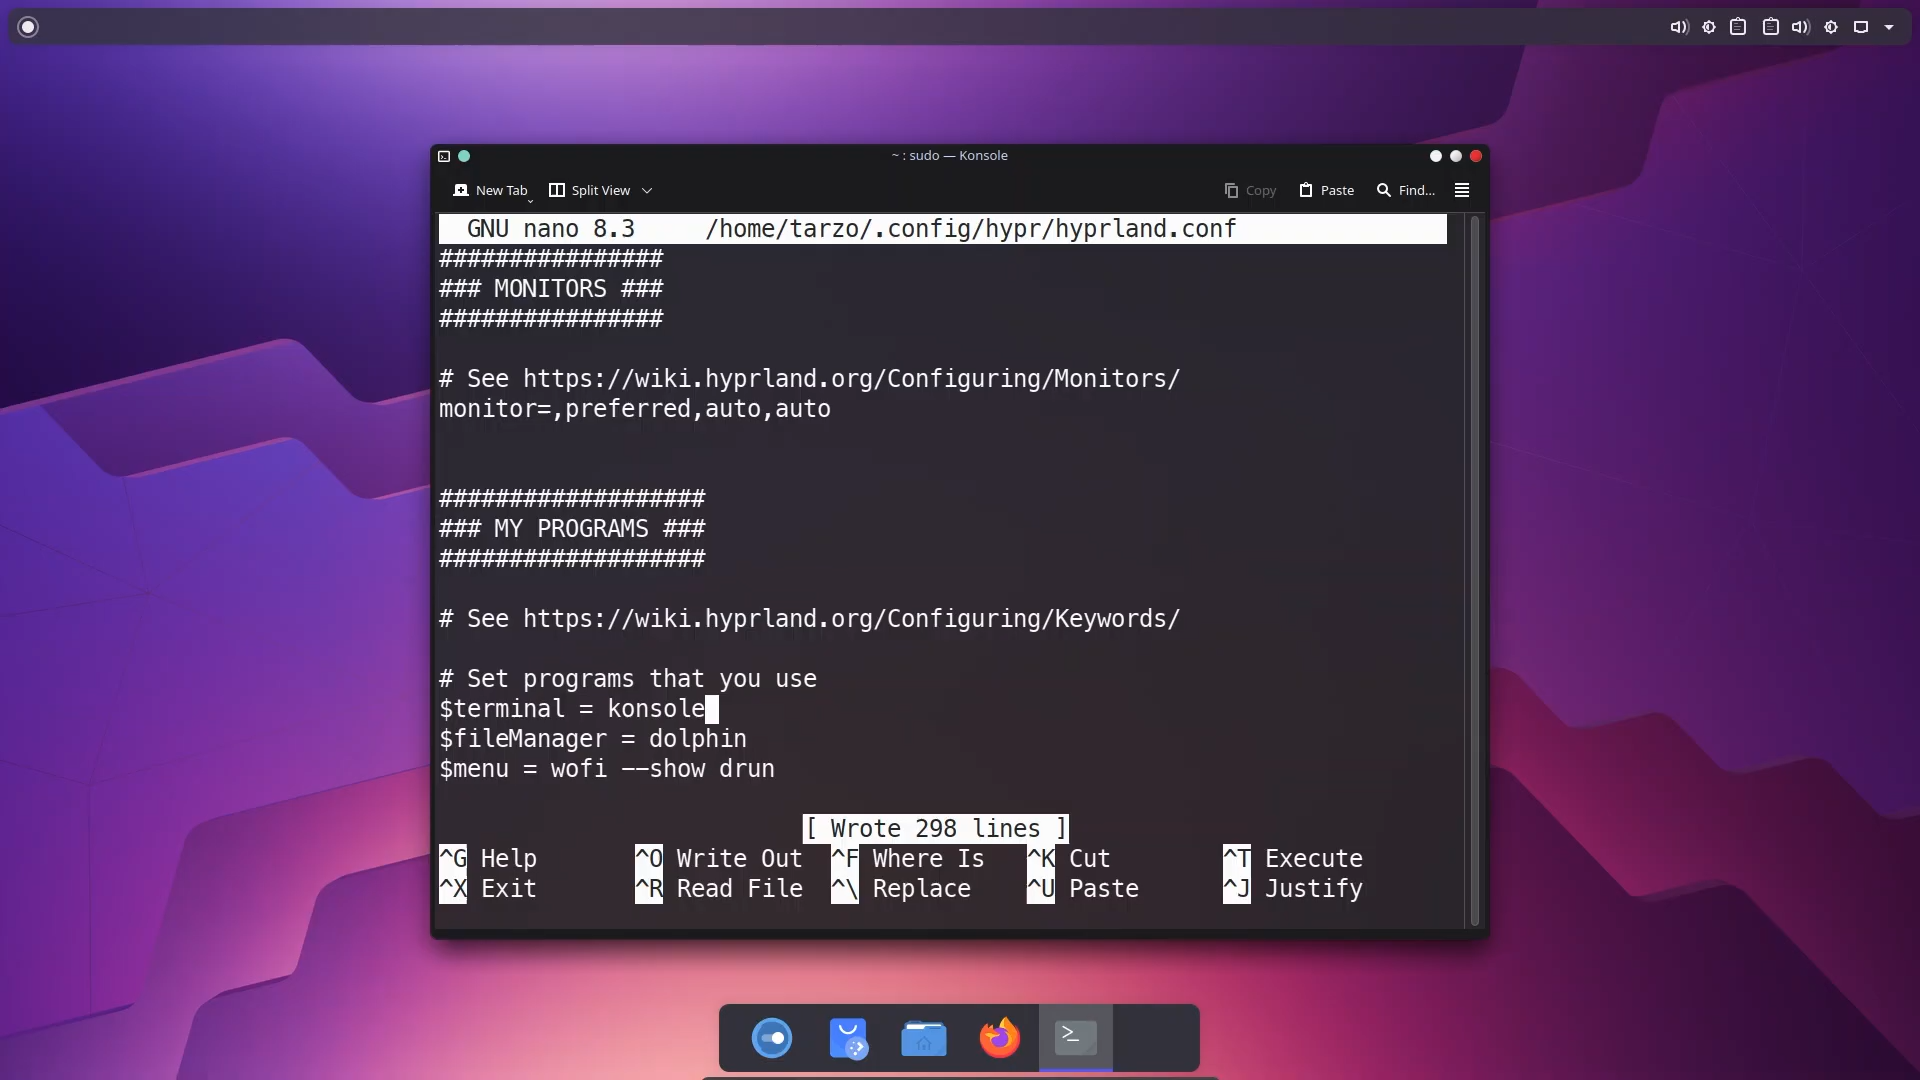 ~ : sudo — Konsole
New Tab Split View Copy Paste Find...
GNU nano 8.3 /home/tarzo/.config/hypr/hyprland.conf
################
### MONITORS ###
################
# See https://wiki.hyprland.org/Configuring/Monitors/
monitor=,preferred,auto,auto
###################
### MY PROGRAMS ###
###################
# See https://wiki.hyprland.org/Configuring/Keywords/
# Set programs that you use
$terminal = konsole
$fileManager = dolphin
$menu = wofi --show drun
[ Wrote 298 lines ]
^G Help ^O Write Out ^F Where Is ^K Cut ^T Execute
^X Exit ^R Read File ^\ Replace ^U Paste ^J Justify